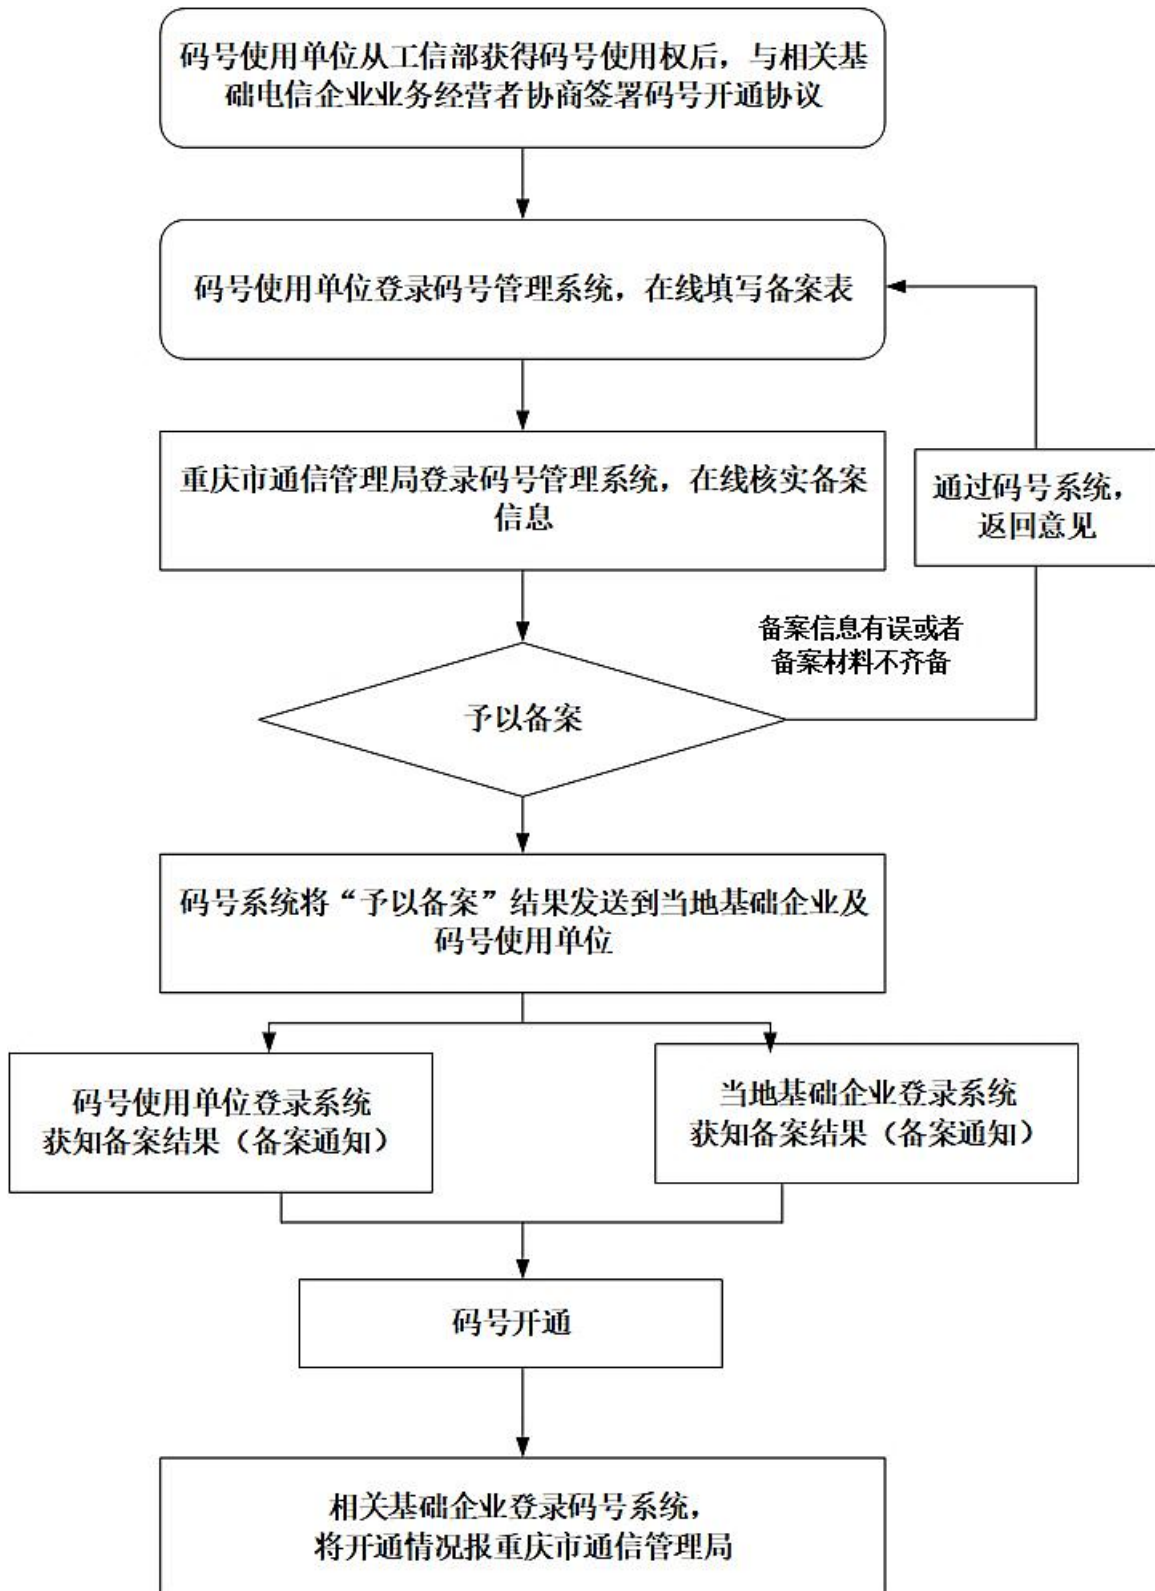 码号使用单位从工信部获得码号使用权后，与相关基
础电信企业业务经营者协商签署码号开通协议
码号使用单位登录码号管理系统，在线填写备案表
重庆市通信管理局登录码号管理系统，在线核实备案
信息
通过码号系统，
返回意见
备案信息有误或者
备案材料不齐备
予以备案
码号系统将“予以备案”结果发送到当地基础企业及
码号使用单位
码号使用单位登录系统
获知备案结果（备案通知）
当地基础企业登录系统
获知备案结果（备案通知）
码号开通
相关基础企业登录码号系统，
将开通情况报重庆市通信管理局